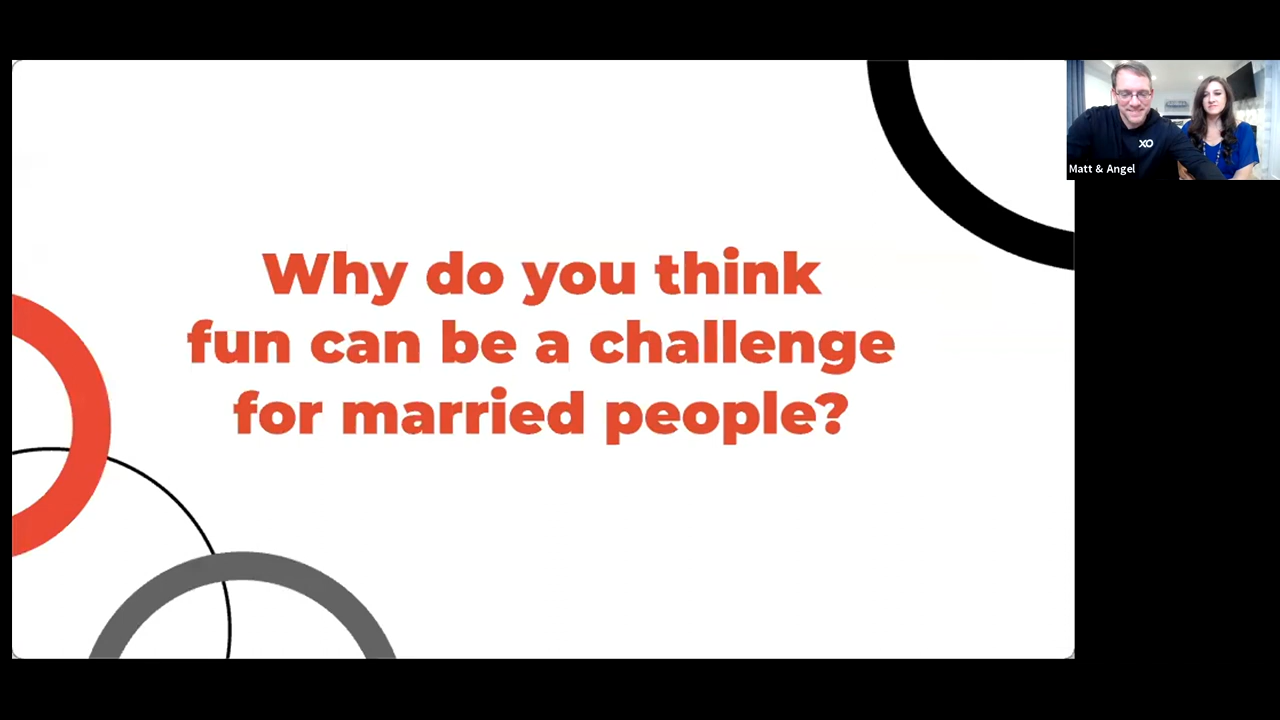 Why do you think
fun can be a challenge
for married people?
XO
Matt & Angel